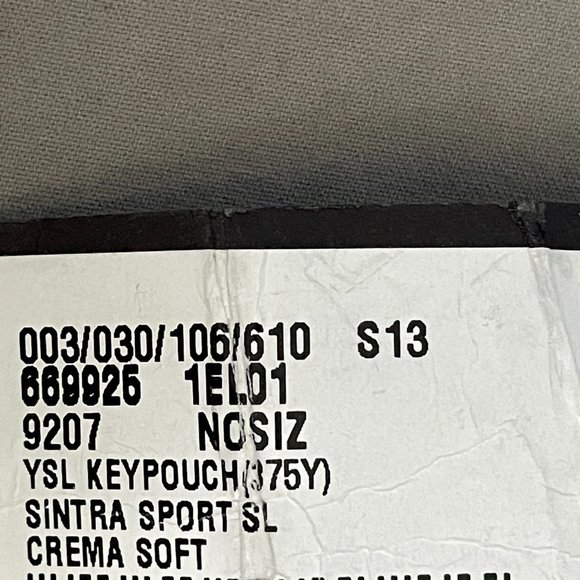 003/030/106/610 S13
669925 1EL01
9207 NOSIZ
YSL KEYPOUCH(375Y)
SINTRA SPORT SL
CREMA SOFT